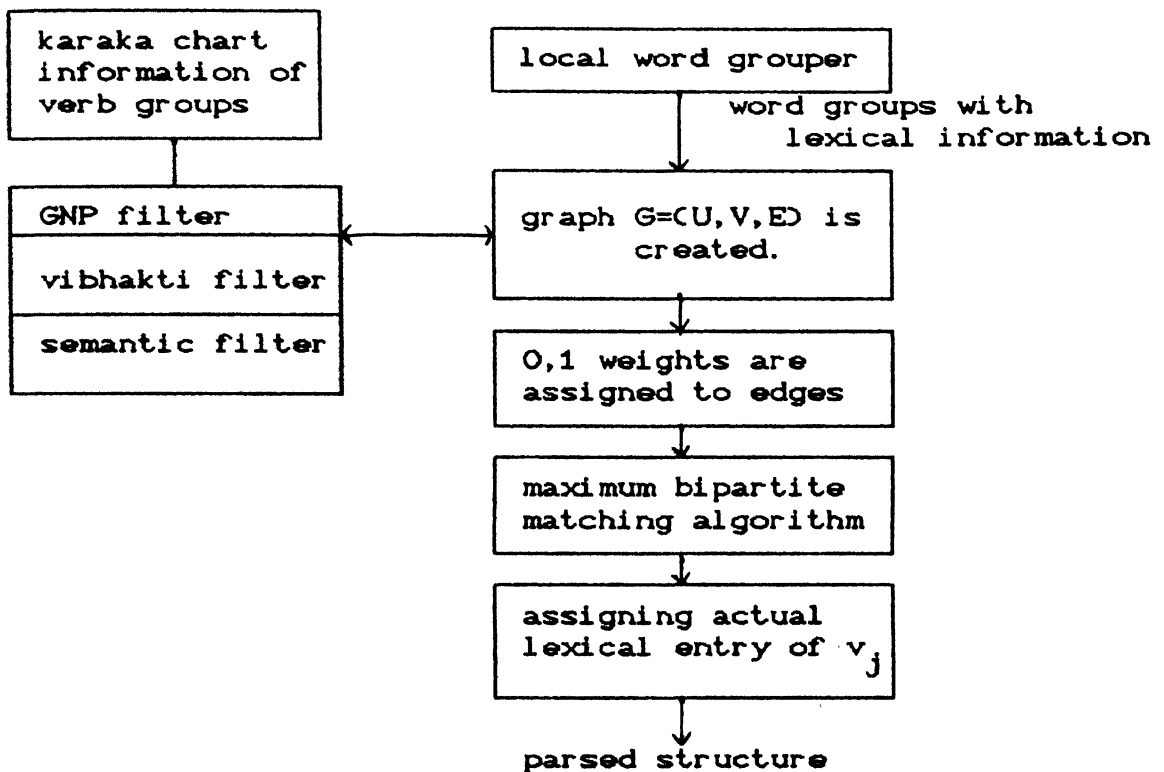 karaka chart
information of
verb groups
GNP filter
vibhakti filter
semantic filter
local word grouper
word groups with
lexical information
graph G=(U,V,E) is
created.
0,1 weights are
assigned to edges
maximum bipartite
matching algorithm
assigning actual
lexical entry of v_j
parsed structure